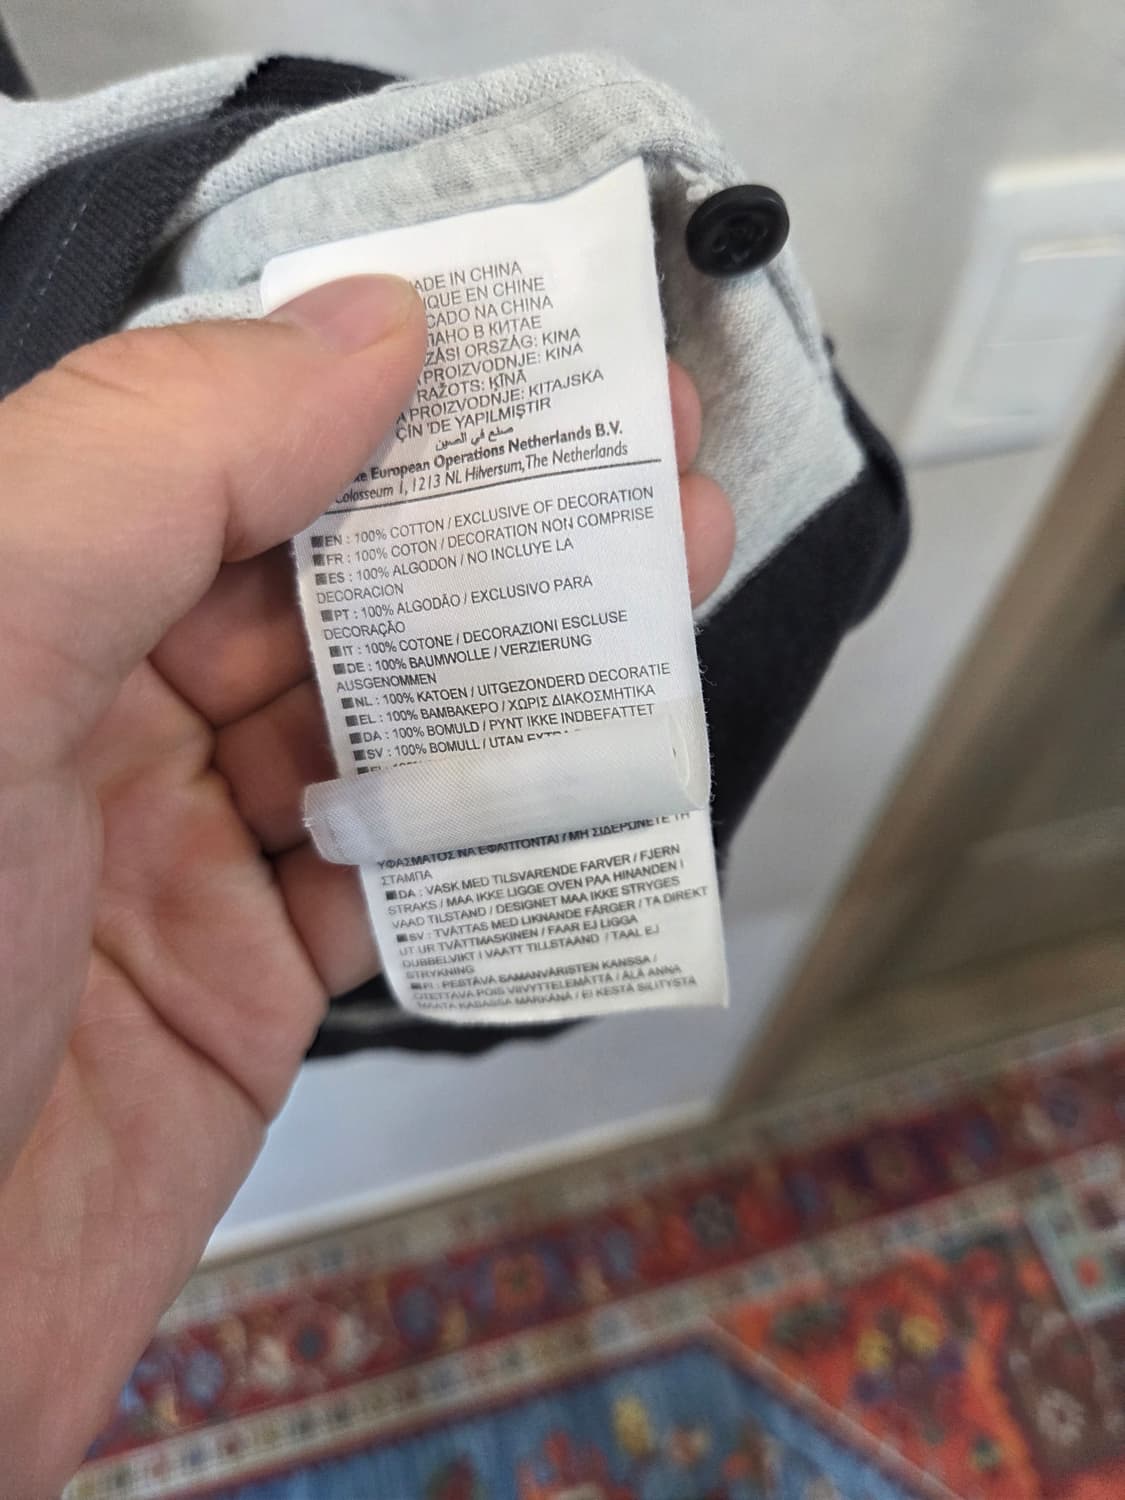 ADE IN CHINA
IQUE EN CHINE
CADO NA CHINA
ЛАНО В КИТАЕ
ZÁSI ORSZÁG: KINA
PROIZVODNJE: KINA
RAŽOTS: ĶĪNĀ
A PROIZVODNJE: KITAJSKA
ÇİN 'DE YAPILMIŞTIR
صنع في الصين
ke European Operations Netherlands B.V.
Colosseum 1, 1213 NL Hilversum, The Netherlands
EN : 100% COTTON / EXCLUSIVE OF DECORATION
FR : 100% COTON / DECORATION NON COMPRISE
ES : 100% ALGODON / NO INCLUYE LA
DECORACION
PT : 100% ALGODÃO / EXCLUSIVO PARA
DECORAÇÃO
IT : 100% COTONE / DECORAZIONI ESCLUSE
DE : 100% BAUMWOLLE / VERZIERUNG
AUSGENOMMEN
NL : 100% KATOEN / UITGEZONDERD DECORATIE
EL : 100% ΒΑΜΒΑΚΕΡΟ / ΧΩΡΙΣ ΔΙΑΚΟΣΜΗΤΙΚΑ
DA : 100% BOMULD / PYNT IKKE INDBEFATTET
SV : 100% BOMULL / UTAN EXTRA
ΥΦΑΣΜΑΤΟΣ ΝΑ ΕΦΑΠΤΟΝΤΑΙ / ΜΗ ΣΙΔΕΡΩΝΕΤΕ ΤΗ
ΣΤΑΜΠΑ
DA : VASK MED TILSVARENDE FARVER / FJERN
STRAKS / MAA IKKE LIGGE OVEN PAA HINANDEN I
VAAD TILSTAND / DESIGNET MAA IKKE STRYGES
SV : TVÄTTAS MED LIKNANDE FÄRGER / TA DIREKT
UT UR TVÄTTMASKINEN / FAAR EJ LIGGA
DUBBELVIKT I VAATT TILLSTAAND / TAAL EJ
STRYKNING
FI : PESTÄVÄ SAMANVÄRISTEN KANSSA /
OTETTAVA POIS VIIVYTTELEMÄTTÄ / ÄLÄ ANNA
MAATA KASASSA MÄRKÄNÄ / EI KESTÄ SILITYSTÄ